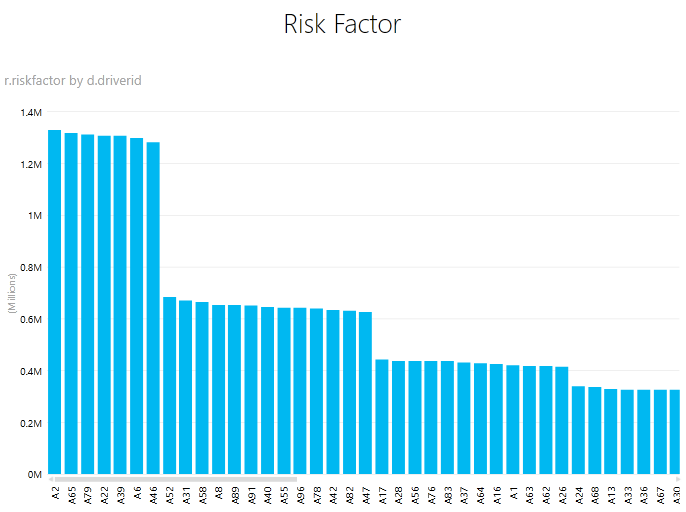 Risk Factor
r.riskfactor by d.driverid
1.4M
1.2M
1M
0.8M
0.6M
0.4M
0.2M
0M
(Millions)
A2
A65
A79
A22
A39
A6
A46
A52
A31
A58
A8
A89
A91
A40
A55
A96
A78
A42
A82
A47
A17
A28
A56
A76
A83
A37
A64
A16
A1
A63
A62
A26
A24
A68
A13
A33
A36
A67
A30